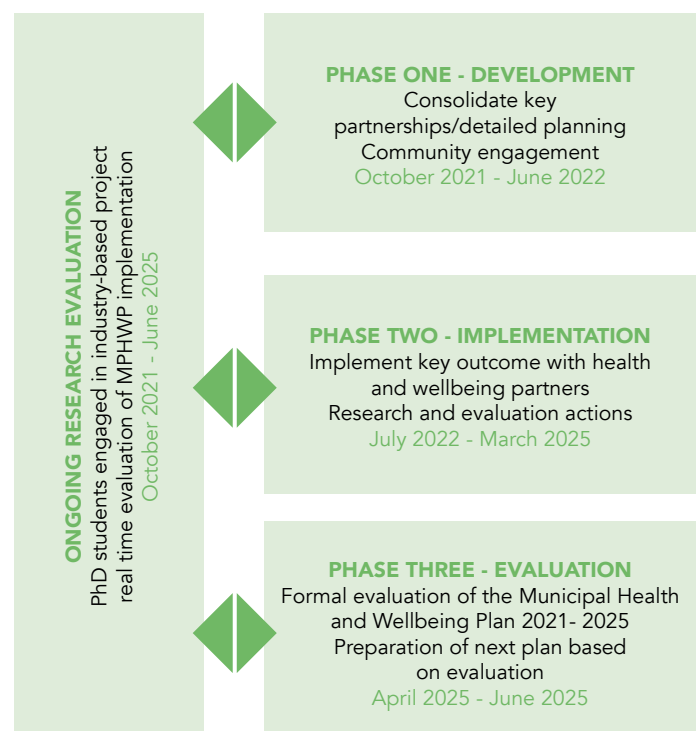 ONGOING RESEARCH EVALUATION
PhD students engaged in industry-based project
real time evaluation of MPHWP implementation
October 2021 - June 2025
PHASE ONE - DEVELOPMENT
Consolidate key
partnerships/detailed planning
Community engagement
October 2021 - June 2022
PHASE TWO - IMPLEMENTATION
Implement key outcome with health
and wellbeing partners
Research and evaluation actions
July 2022 - March 2025
PHASE THREE - EVALUATION
Formal evaluation of the Municipal Health
and Wellbeing Plan 2021- 2025
Preparation of next plan based
on evaluation
April 2025 - June 2025